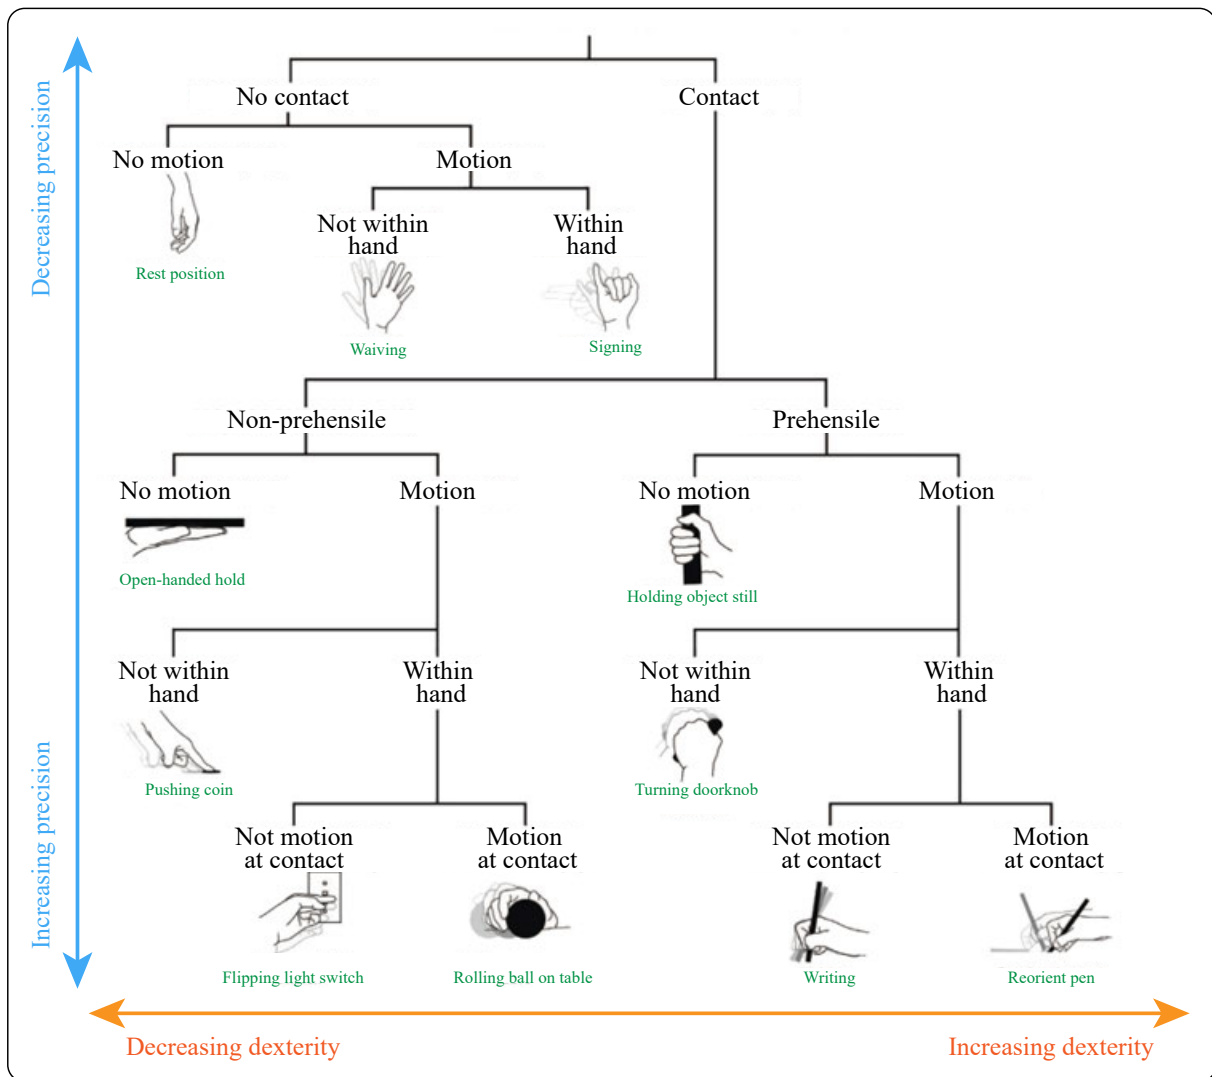 Decreasing precision
No contact
Contact
No motion
Motion
Rest position
Not within
hand
Within
hand
Waiving
Signing
Non-prehensile
Prehensile
No motion
Motion
No motion
Motion
Open-handed hold
Holding object still
Not within
hand
Within
hand
Not within
hand
Within
hand
Pushing coin
Turning doorknob
Increasing precision
Not motion
at contact
Motion
at contact
Not motion
at contact
Motion
at contact
Flipping light switch
Rolling ball on table
Writing
Reorient pen
Decreasing dexterity
Increasing dexterity